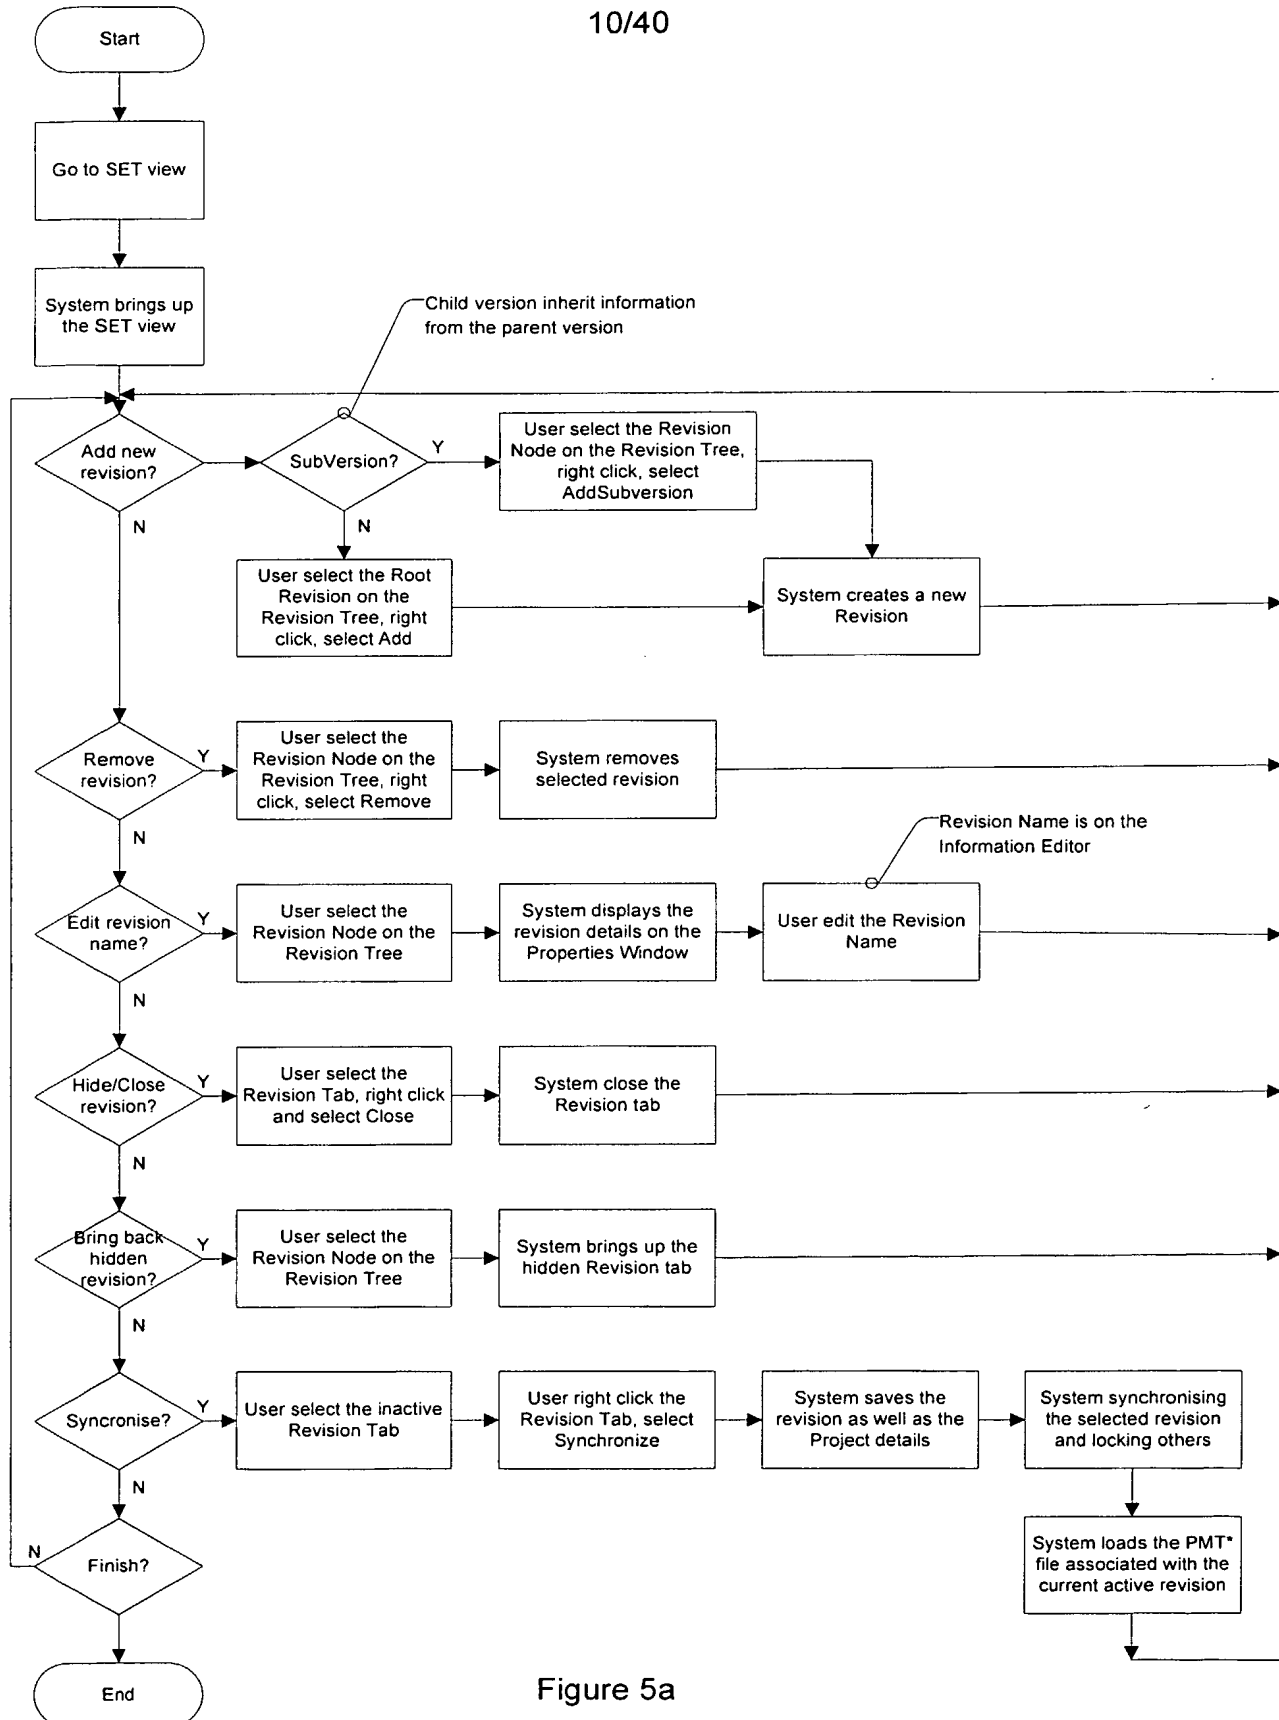 10/40
Start
Go to SET view
System brings up
the SET view
Child version inherit information
from the parent version
Add new
revision?
SubVersion?
Y
User select the Revision
Node on the Revision Tree,
right click, select
AddSubversion
N
N
User select the Root
Revision on the
Revision Tree, right
click, select Add
System creates a new
Revision
Remove
revision?
Y
User select the
Revision Node on the
Revision Tree, right
click, select Remove
System removes
selected revision
N
Revision Name is on the
Information Editor
Edit revision
name?
Y
User select the
Revision Node on the
Revision Tree
System displays the
revision details on the
Properties Window
User edit the Revision
Name
N
Hide/Close
revision?
Y
User select the
Revision Tab, right click
and select Close
System close the
Revision tab
N
Bring back
hidden
revision?
Y
User select the
Revision Node on the
Revision Tree
System brings up the
hidden Revision tab
N
Syncronise?
Y
User select the inactive
Revision Tab
User right click the
Revision Tab, select
Synchronize
System saves the
revision as well as the
Project details
System synchronising
the selected revision
and locking others
N
N
Finish?
System loads the PMT*
file associated with the
current active revision
End
Figure 5a